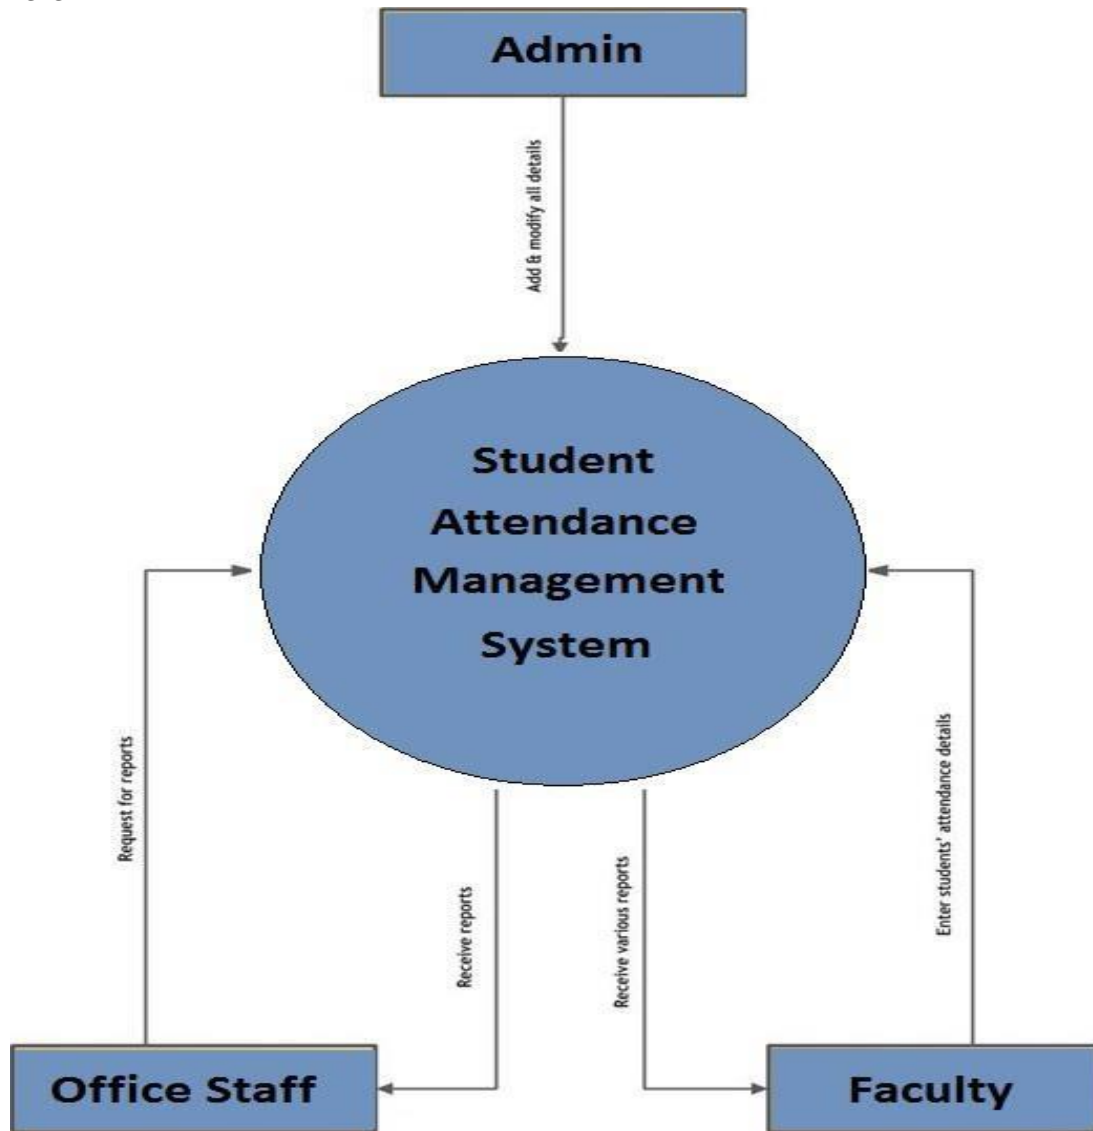 Admin
Add & modify all details
Student
Attendance
Management
System
Request for reports
Receive reports
Receive various reports
Enter students' attendance details
Office Staff
Faculty